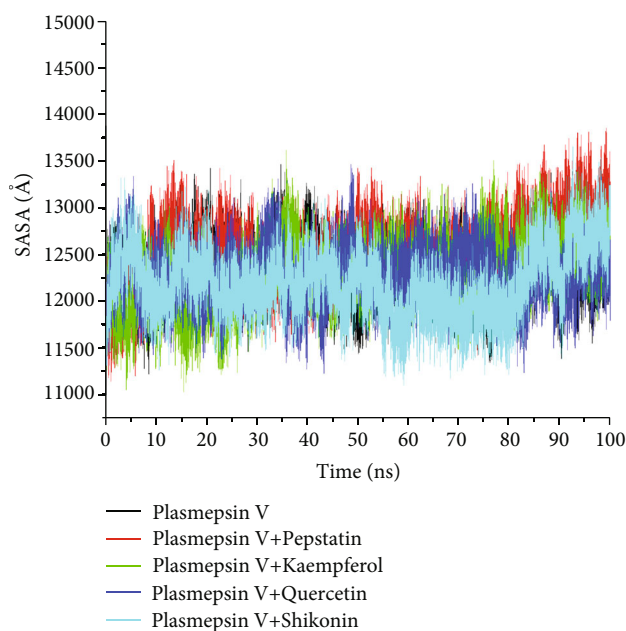 15000
14500
14000
13500
13000
12500
12000
11500
11000
SASA (Å)
0 10 20 30 40 50 60 70 80 90 100
Time (ns)
Plasmepsin V
Plasmepsin V+Pepstatin
Plasmepsin V+Kaempferol
Plasmepsin V+Quercetin
Plasmepsin V+Shikonin